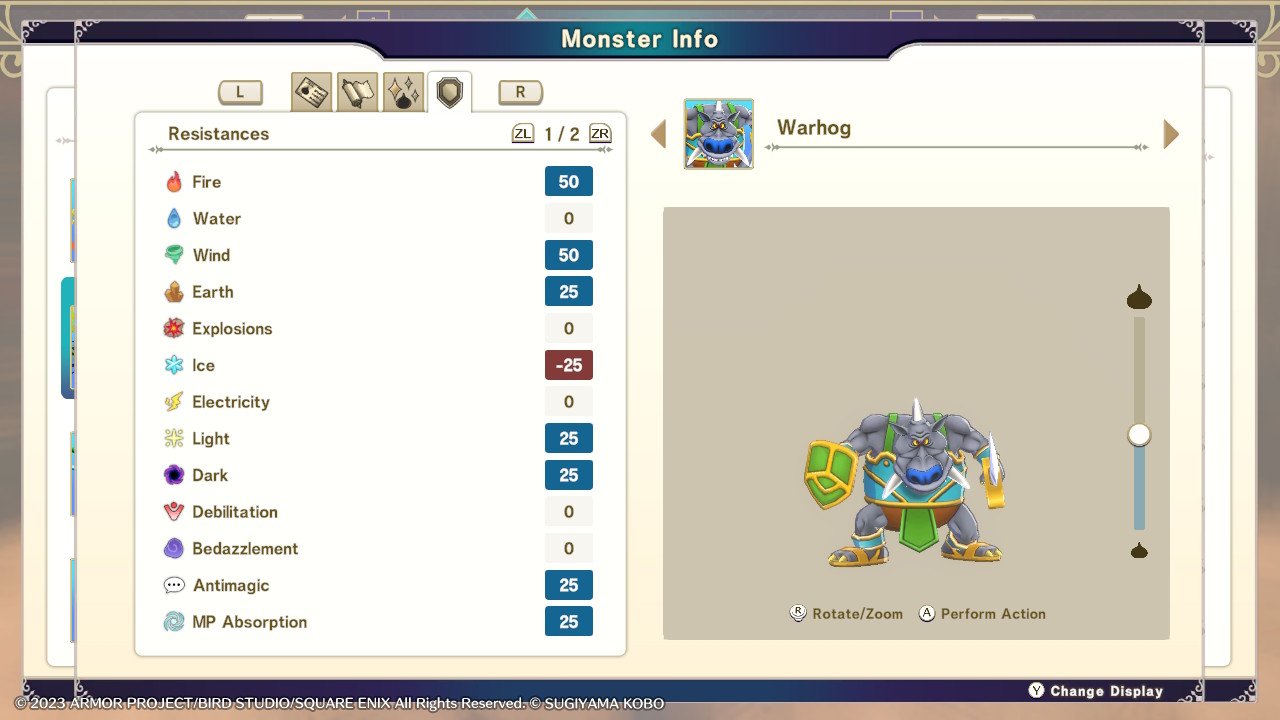 Monster Info
L
R
Resistances
ZL 1 / 2 ZR
Warhog
Fire 50
Water 0
Wind 50
Earth 25
Explosions 0
Ice -25
Electricity 0
Light 25
Dark 25
Debilitation 0
Bedazzlement 0
Antimagic 25
MP Absorption 25
R Rotate/Zoom A Perform Action
Y Change Display
© 2023 ARMOR PROJECT/BIRD STUDIO/SQUARE ENIX All Rights Reserved. © SUGIYAMA KOBO